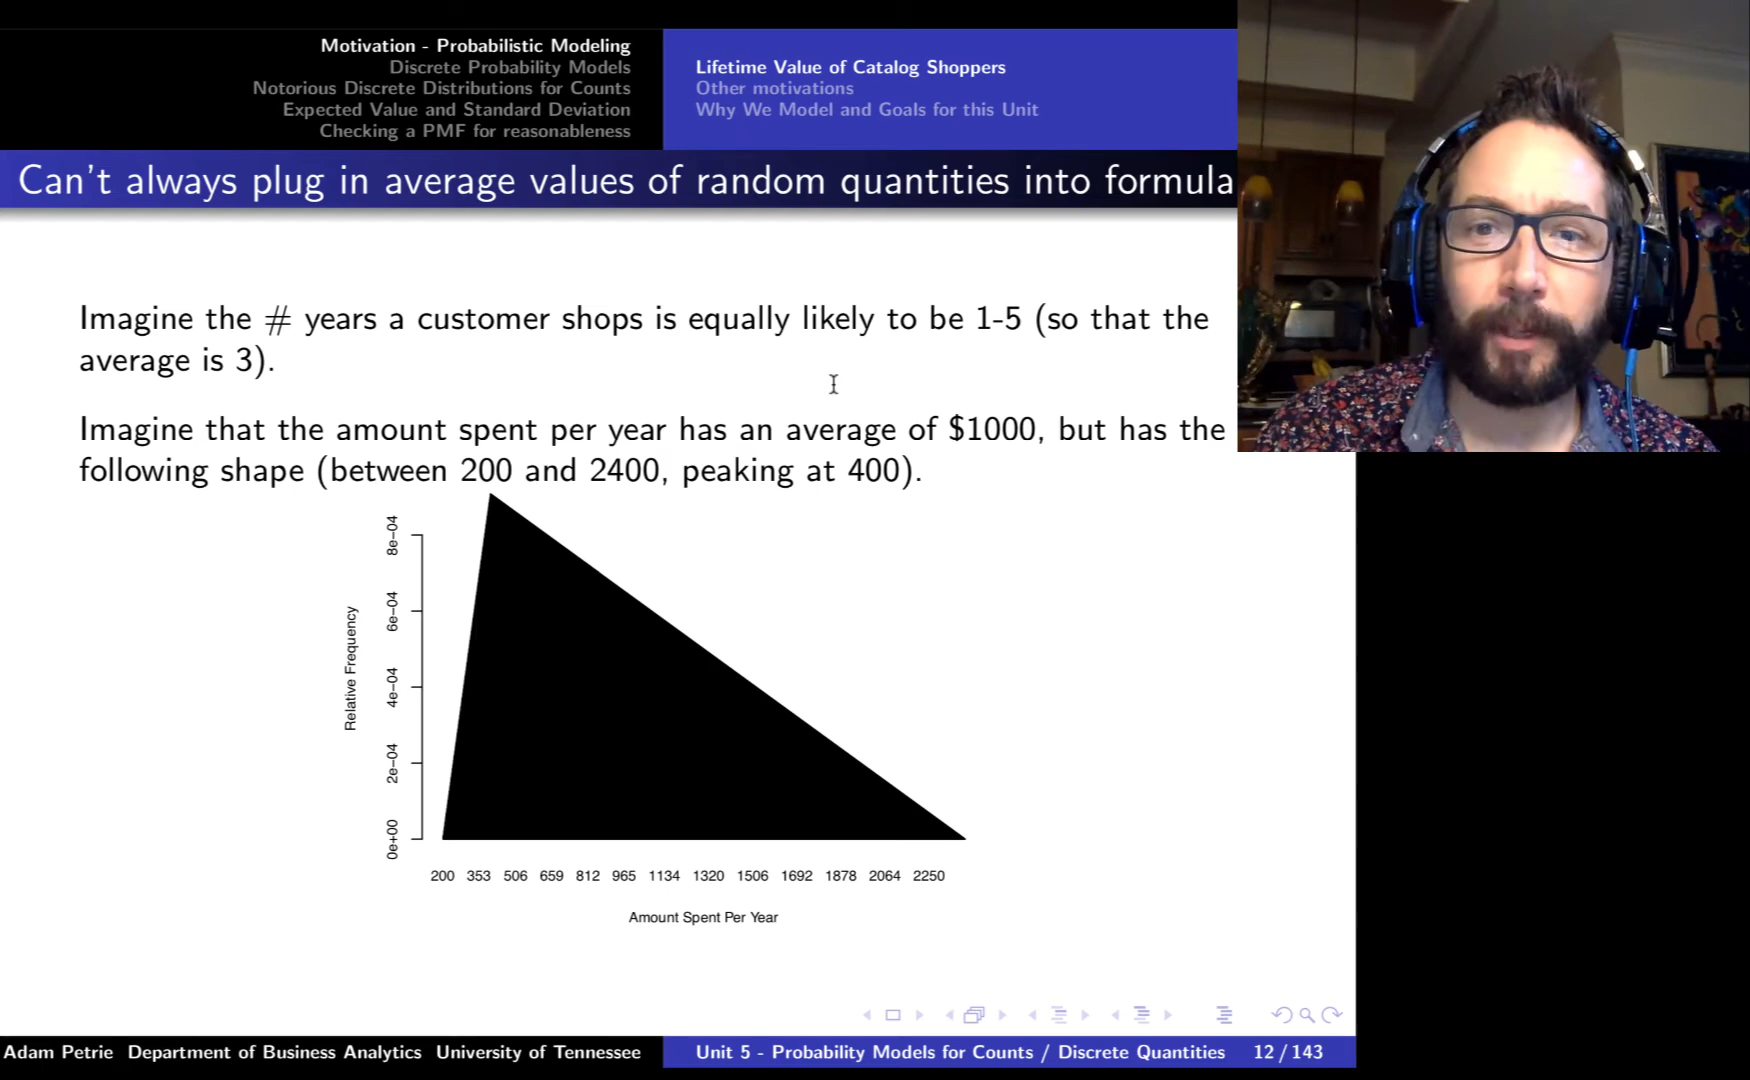 Motivation - Probabilistic Modeling
Discrete Probability Models
Notorious Discrete Distributions for Counts
Expected Value and Standard Deviation
Checking a PMF for reasonableness
Lifetime Value of Catalog Shoppers
Other motivations
Why We Model and Goals for this Unit
Can't always plug in average values of random quantities into formula
Imagine the # years a customer shops is equally likely to be 1-5 (so that the
average is 3).
Imagine that the amount spent per year has an average of $1000, but has the
following shape (between 200 and 2400, peaking at 400).
Relative Frequency
8e−04
6e−04
4e−04
2e−04
0e+00
200 353 506 659 812 965 1134 1320 1506 1692 1878 2064 2250
Amount Spent Per Year
Adam Petrie Department of Business Analytics University of Tennessee
Unit 5 - Probability Models for Counts / Discrete Quantities 12 / 143